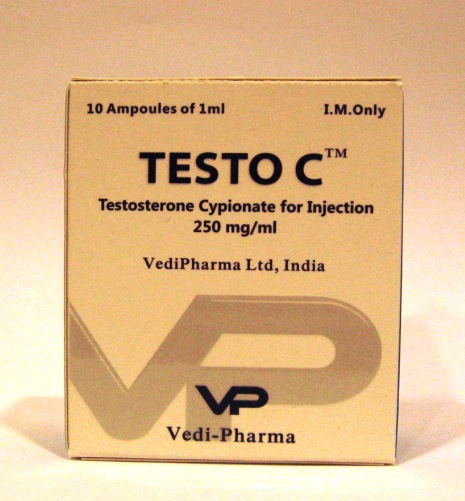 10 Ampoules of 1ml I.M.Only
TESTO C™
Testosterone Cypionate for Injection
250 mg/ml
VediPharma Ltd, India
VP
VP
Vedi-Pharma